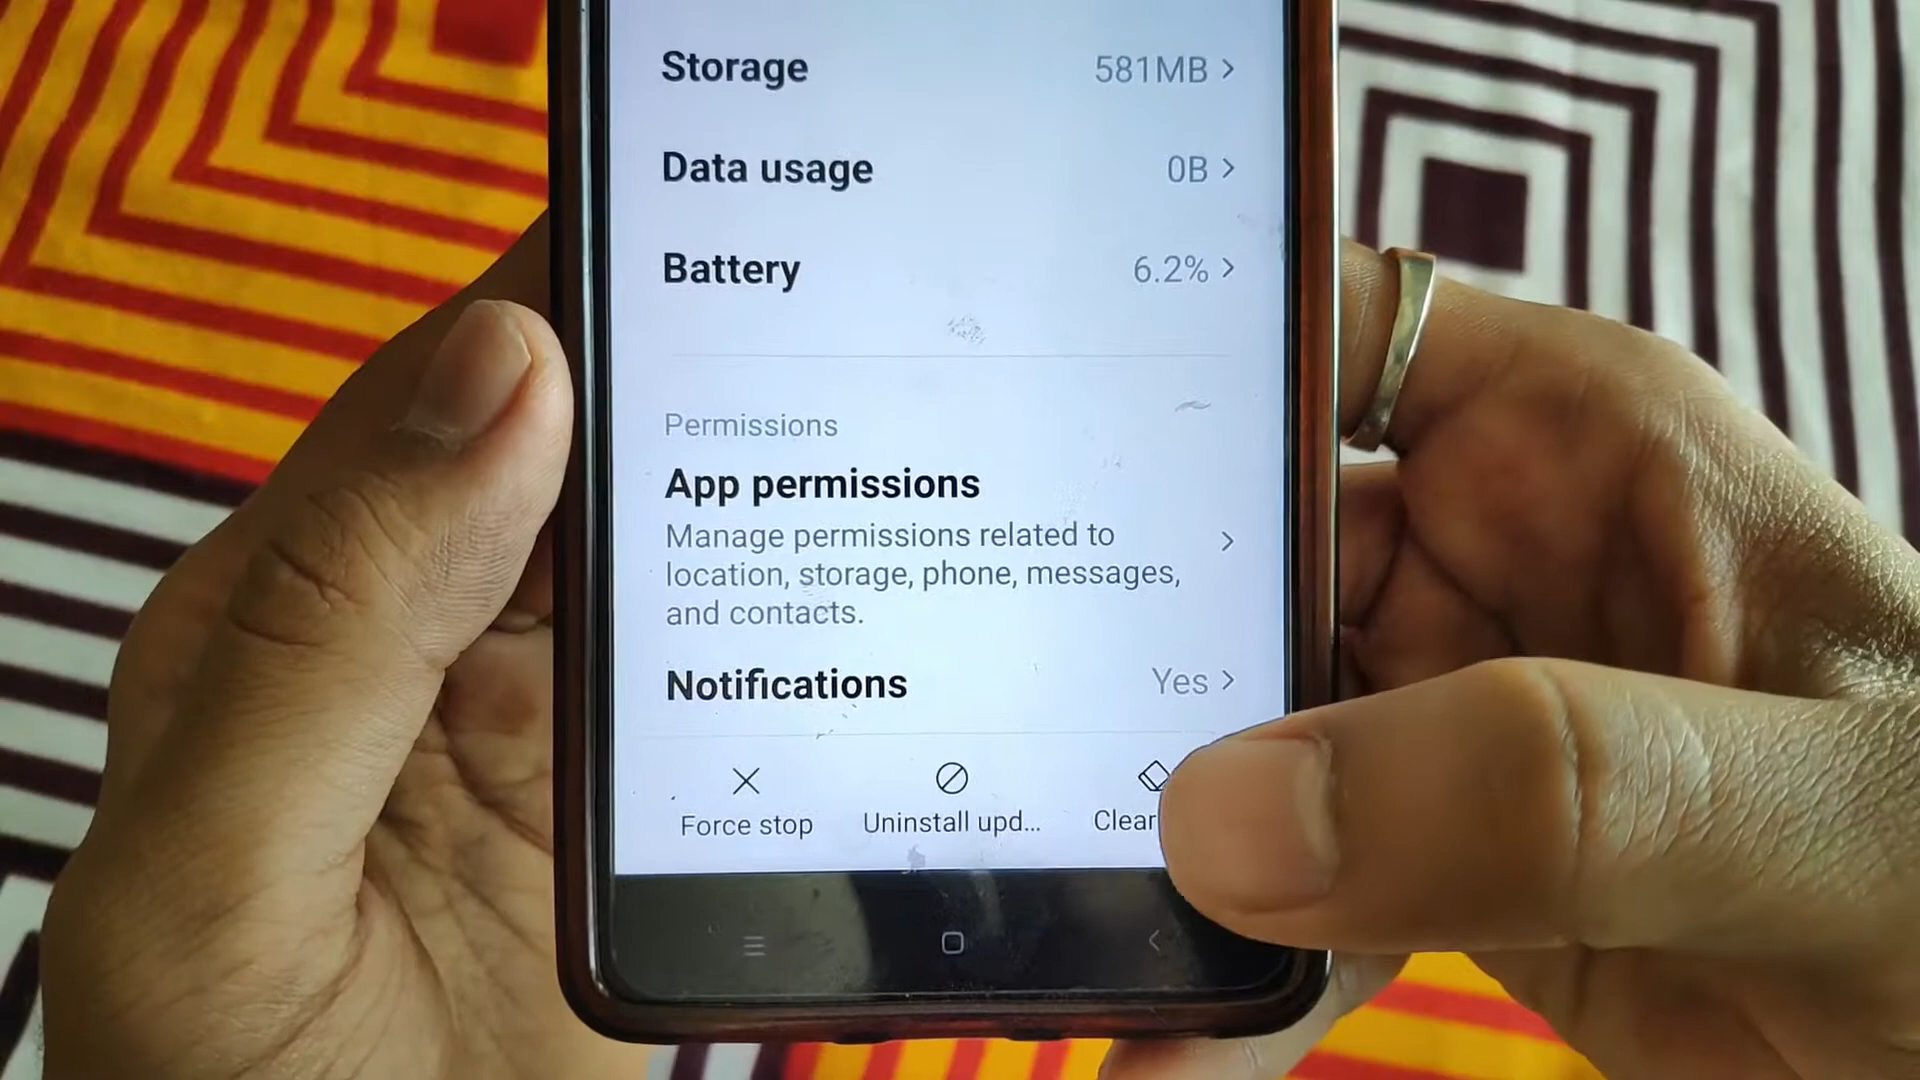 Storage 581MB
Data usage 0B
Battery 6.2%
Permissions
App permissions
Manage permissions related to
location, storage, phone, messages,
and contacts.
Notifications Yes
Force stop Uninstall upd... Clear